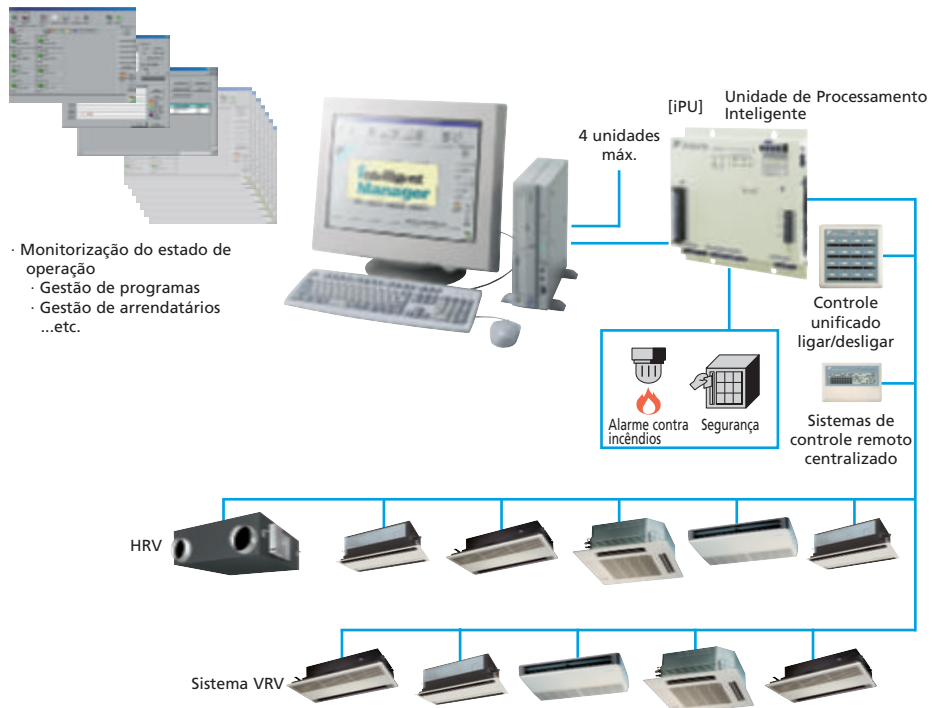 [iPU]
Unidade de Processamento
Inteligente
4 unidades
máx.
Intelligent
Manager
· Monitorização do estado de
operação
· Gestão de programas
· Gestão de arrendatários
...etc.
Controle
unificado
ligar/desligar
Alarme contra
incêndios
Segurança
Sistemas de
controle remoto
centralizado
HRV
Sistema VRV